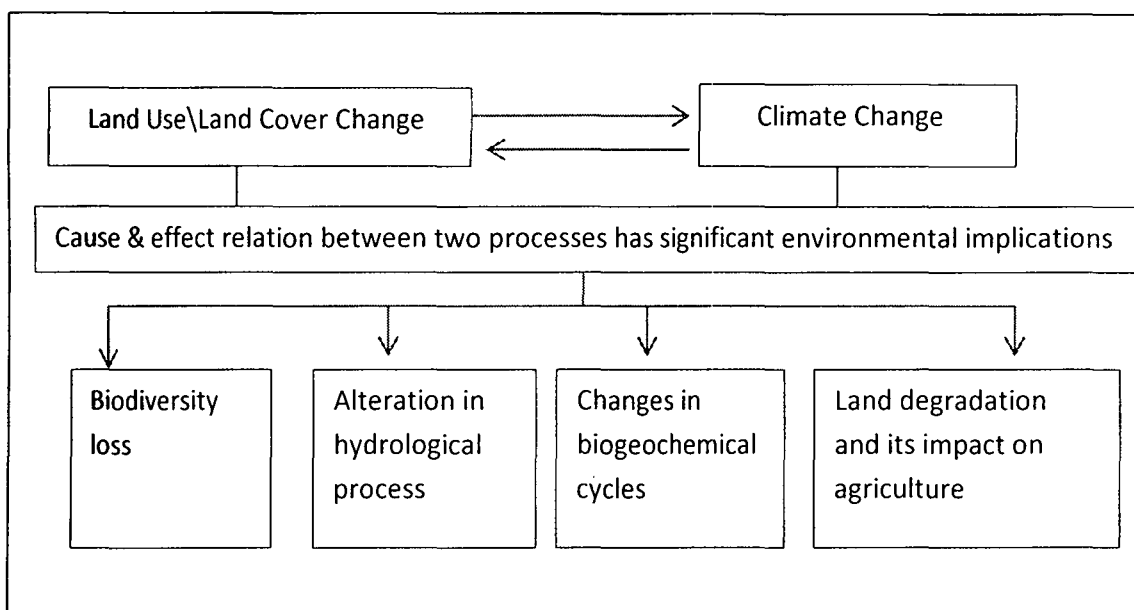 Land Use\Land Cover Change
Climate Change
Cause & effect relation between two processes has significant environmental implications
Biodiversity
loss
Alteration in
hydrological
process
Changes in
biogeochemical
cycles
Land degradation
and its impact on
agriculture